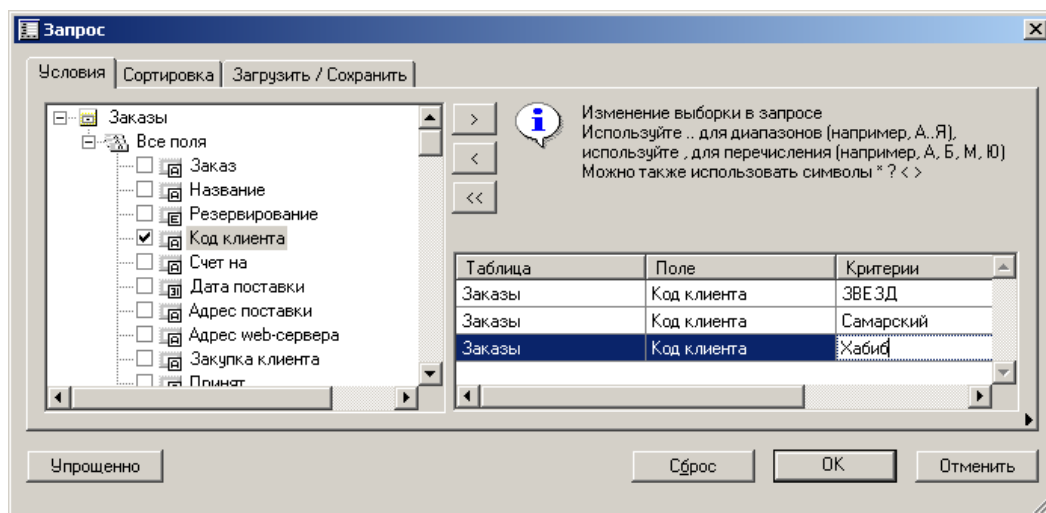 Запрос
Условия
Сортировка
Загрузить / Сохранить
Заказы
Все поля
Заказ
Название
Резервирование
Код клиента
Счет на
Дата поставки
Адрес поставки
Адрес web-сервера
Закупка клиента
Принят
>
<
<<
Изменение выборки в запросе
Используйте .. для диапазонов (например, А..Я),
используйте , для перечисления (например, А, Б, М, Ю)
Можно также использовать символы * ? < >
Таблица Поле Критерии
Заказы Код клиента ЗВЕЗД
Заказы Код клиента Самарский
Заказы Код клиента Хабиб
Упрощенно
Сброс
OK
Отменить